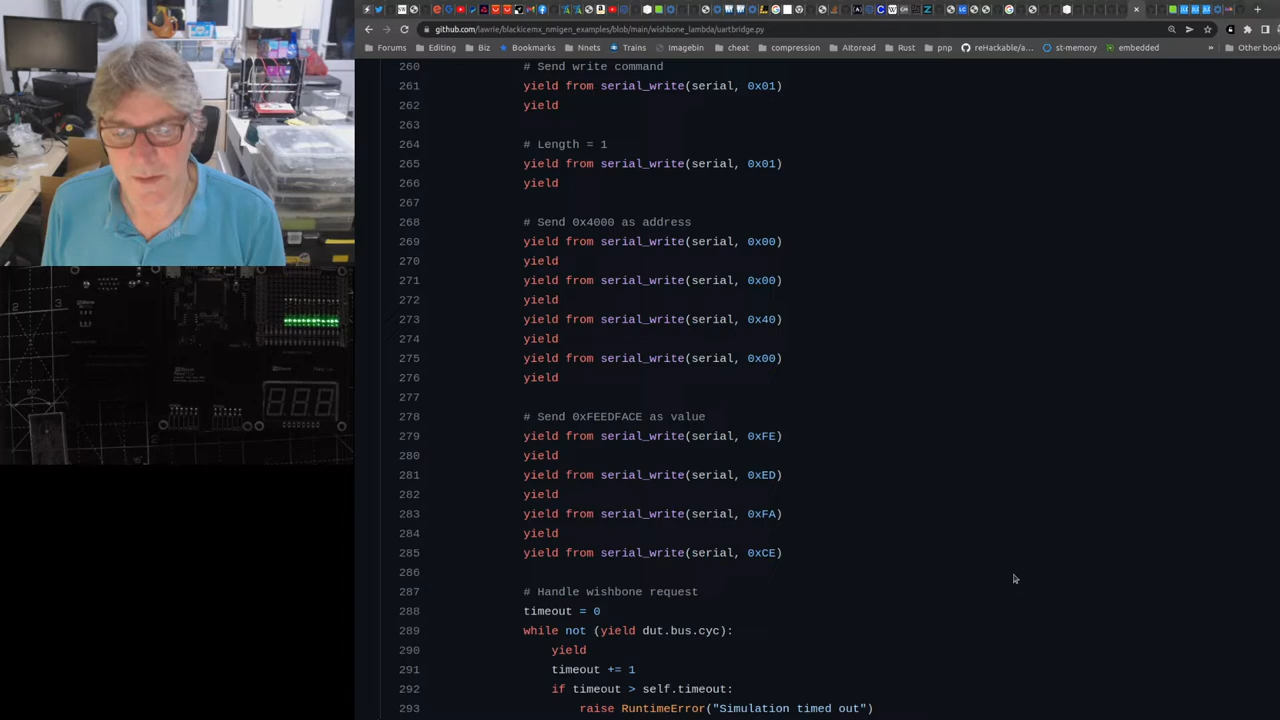 github.com/lawrie/blackicemx_nmigen_examples/blob/main/wishbone_lambda/uartbridge.py
Forums Editing Biz Bookmarks Nnets Trains Imagebin cheat compression AItoread Rust pnp rehackable/a... st-memory embedded » Other book
260 # Send write command
261 yield from serial_write(serial, 0x01)
262 yield
263
264 # Length = 1
265 yield from serial_write(serial, 0x01)
266 yield
267
268 # Send 0x4000 as address
269 yield from serial_write(serial, 0x00)
270 yield
271 yield from serial_write(serial, 0x00)
272 yield
273 yield from serial_write(serial, 0x40)
274 yield
275 yield from serial_write(serial, 0x00)
276 yield
277
278 # Send 0xFEEDFACE as value
279 yield from serial_write(serial, 0xFE)
280 yield
281 yield from serial_write(serial, 0xED)
282 yield
283 yield from serial_write(serial, 0xFA)
284 yield
285 yield from serial_write(serial, 0xCE)
286
287 # Handle wishbone request
288 timeout = 0
289 while not (yield dut.bus.cyc):
290 yield
291 timeout += 1
292 if timeout > self.timeout:
293 raise RuntimeError("Simulation timed out")